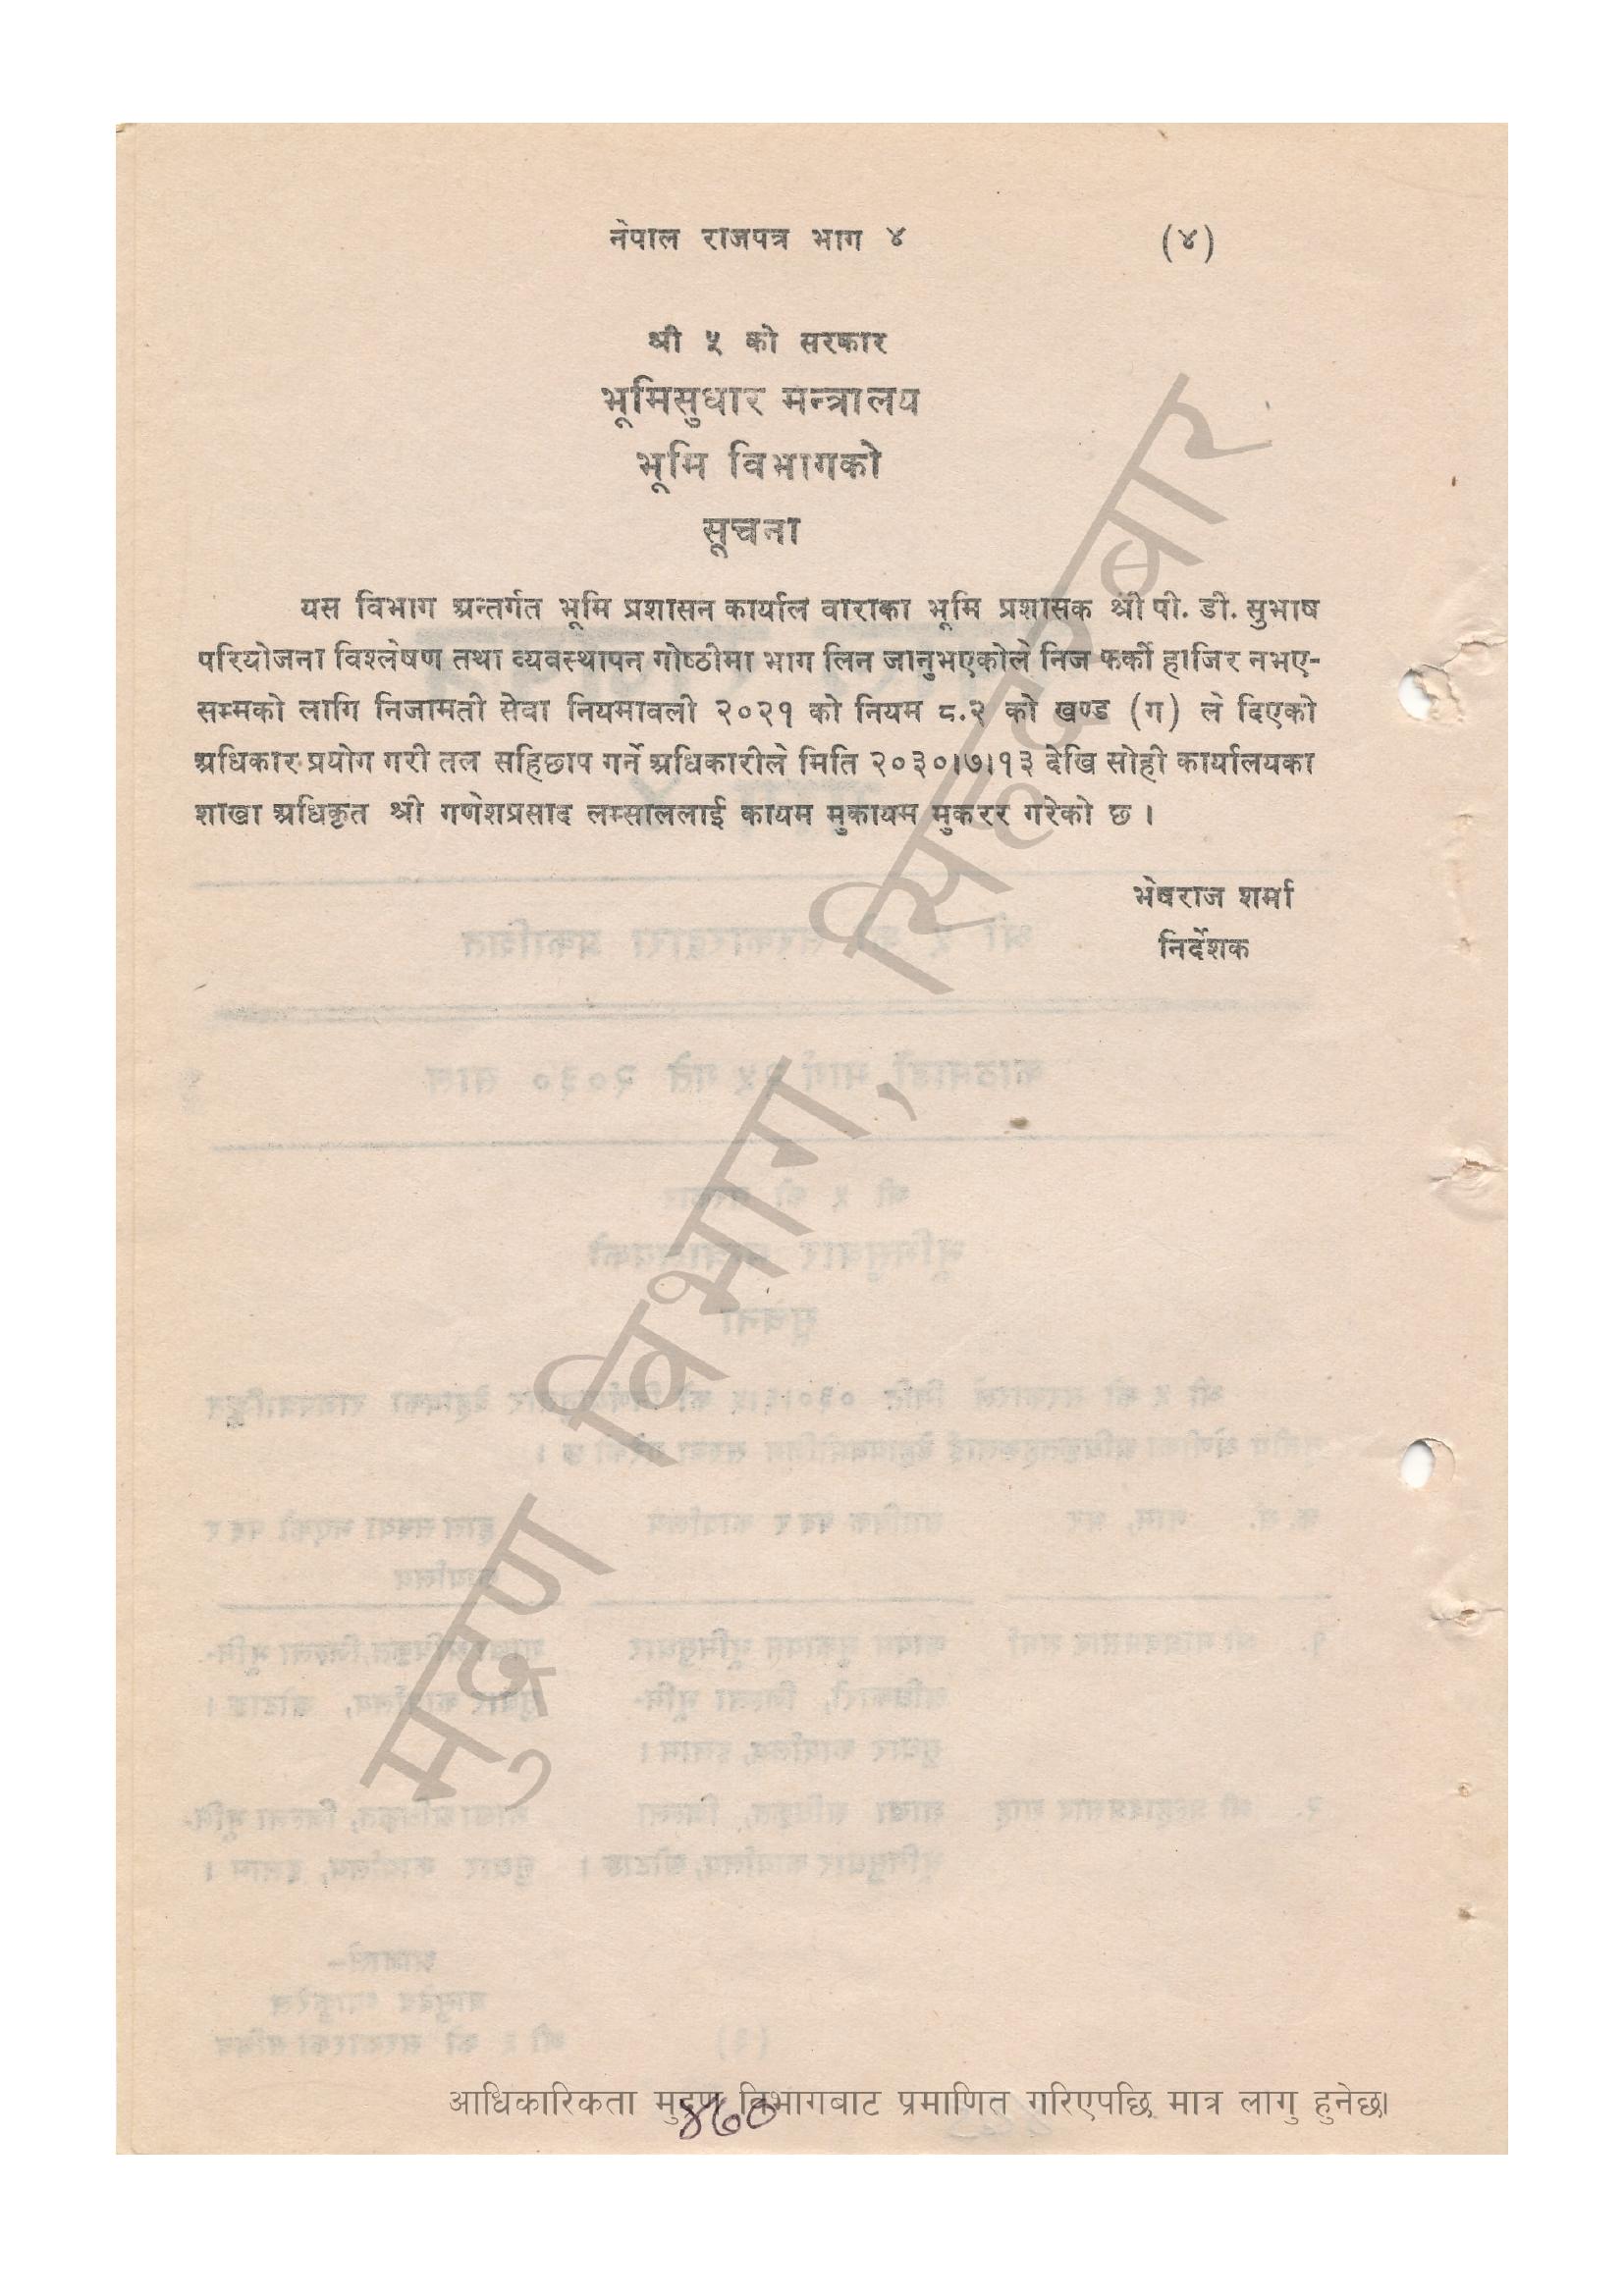 नेपाल राजपत्र भाग ४ (४)
श्री ५ को सरकार
भूमिसुधार मन्त्रालय
भूमि विभागको
सूचना
यस विभाग अन्तर्गत भूमि प्रशासन कार्याल वाराका भूमि प्रशासक श्री पी. डी. सुभाष
परियोजना विश्लेषण तथा व्यवस्थापन गोष्ठीमा भाग लिन जानुभएकोले निज फर्की हाजिर नभए-
सम्मको लागि निजामती सेवा नियमावली २०२१ को नियम ८.२ को खण्ड (ग) ले दिएको
अधिकार प्रयोग गरी तल सहिछाप गर्ने अधिकारीले मिति २०३०।७।१३ देखि सोही कार्यालयका
शाखा अधिकृत श्री गणेशप्रसाद लम्साललाई कायम मुकायम मुकरर गरेको छ ।
भेषराज शर्मा
निर्देशक
मुद्रण विभाग, सिंहदरबार
आधिकारिकता मुद्रण विभागबाट प्रमाणित गरिएपछि मात्र लागु हुनेछ।